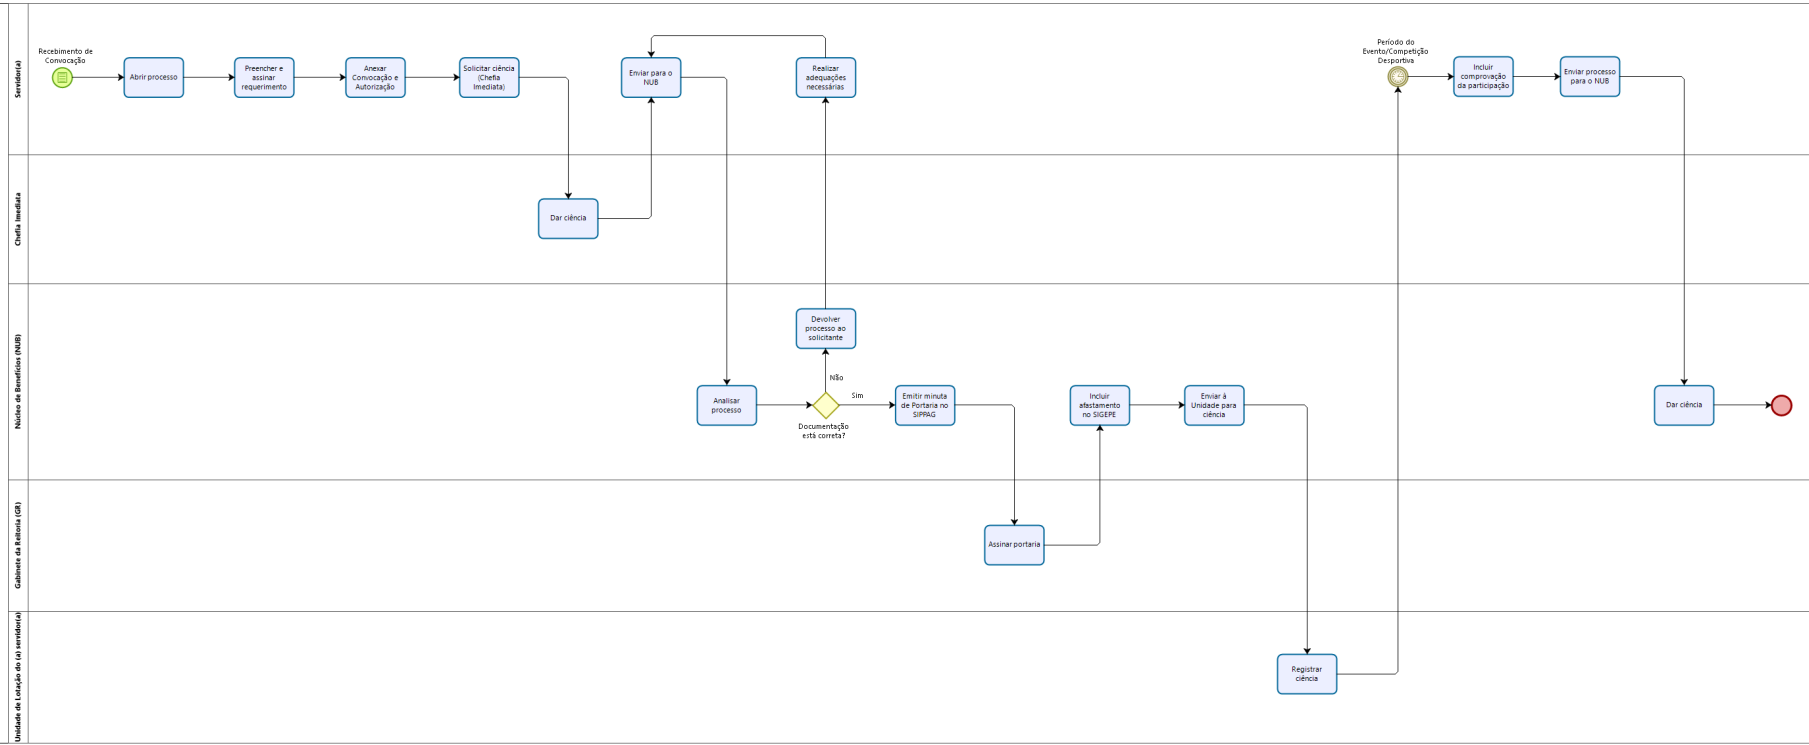 Servidor(a)
Recebimento de
Convocação
Abrir processo
Preencher e
assinar
requerimento
Anexar
Convocação e
Autorização
Solicitar ciência
(Chefia
Imediata)
Enviar para o
NUB
Realizar
adequações
necessárias
Período do
Evento/Competição
Desportiva
Incluir
comprovação
da participação
Enviar processo
para o NUB
Chefia Imediata
Dar ciência
Núcleo de Benefícios (NUB)
Devolver
processo ao
solicitante
Não
Analisar
processo
Documentação
está correta?
Sim
Emitir minuta
de Portaria no
SIPPAG
Incluir
afastamento
no SIGEPE
Enviar à
Unidade para
ciência
Dar ciência
Gabinete da Reitoria (GR)
Assinar portaria
Unidade de Lotação do (a) servidor(a)
Registrar
ciência